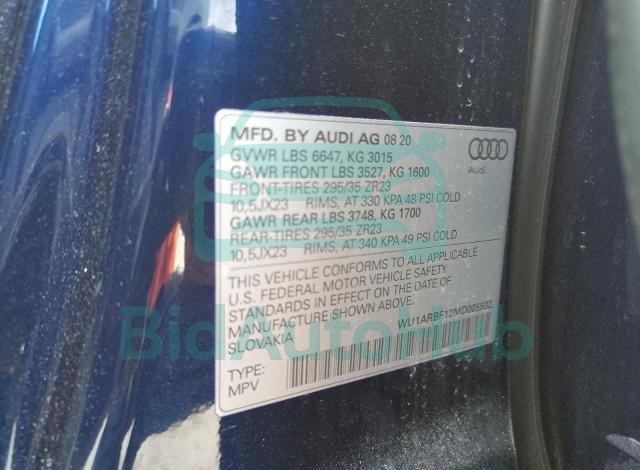 MFD. BY AUDI AG 08 20
GVWR LBS 6647, KG 3015
GAWR FRONT LBS 3527, KG 1600
FRONT-TIRES 295/35 ZR23
10,5JX23 RIMS, AT 330 KPA 48 PSI COLD
GAWR REAR LBS 3748, KG 1700
REAR-TIRES 295/35 ZR23
10,5JX23 RIMS, AT 340 KPA 49 PSI COLD
Audi
THIS VEHICLE CONFORMS TO ALL APPLICABLE
U.S. FEDERAL MOTOR VEHICLE SAFETY
STANDARDS IN EFFECT ON THE DATE OF
MANUFACTURE SHOWN ABOVE.
SLOVAKIA
WU1ARBF12MD005532
TYPE:
MPV
BidAutoHub